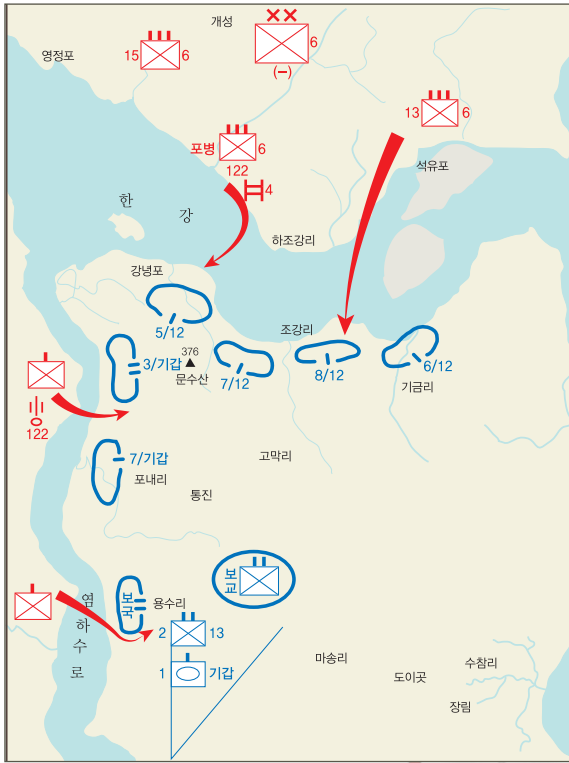 개성
영정포
15 6
6
(−)
13 6
포병 6
122
4
석유포
한 강
하조강리
강녕포
5/12
조강리
376
문수산
3/기갑
7/12
8/12
6/12
기금리
122
7/기갑
포내리
고막리
통진
보교
염하수로
보국
용수리
2 13
1 기갑
마송리
수참리
도이곳
장림